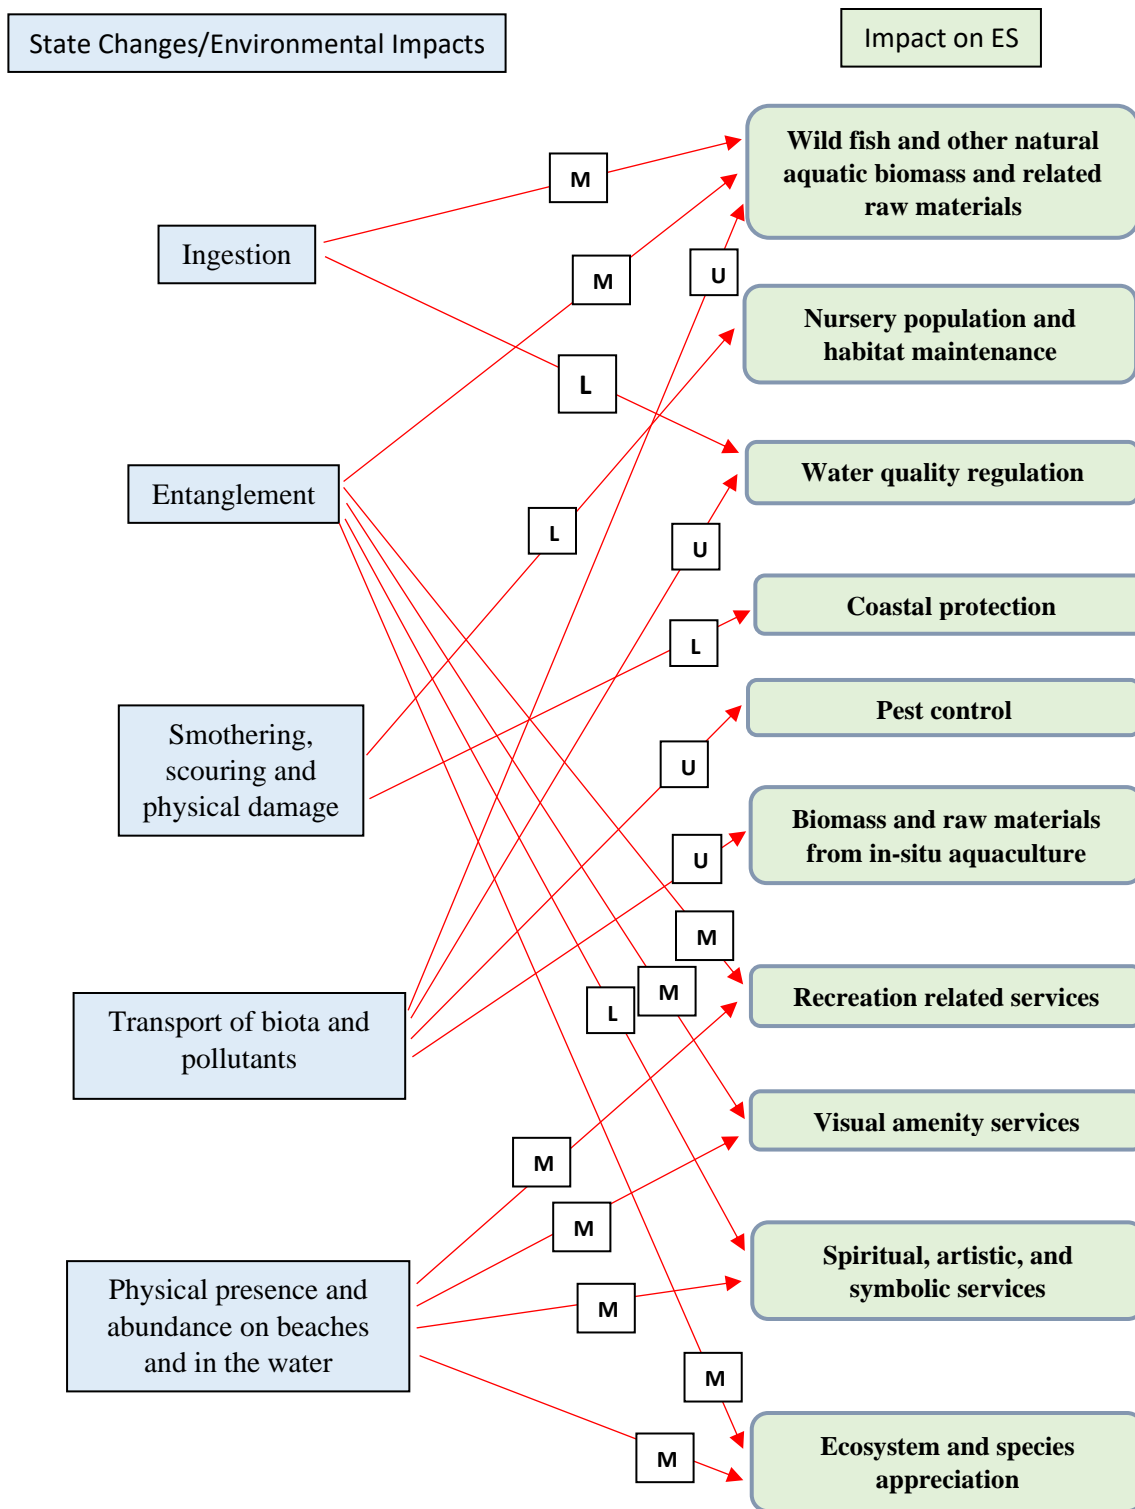 State Changes/Environmental Impacts
Impact on ES
Wild fish and other natural
aquatic biomass and related
raw materials
M
Ingestion
M
U
Nursery population and
habitat maintenance
L
Water quality regulation
Entanglement
L
U
Coastal protection
L
Pest control
Smothering,
scouring and
physical damage
U
Biomass and raw materials
from in-situ aquaculture
U
M
Recreation related services
M
L
Transport of biota and
pollutants
Visual amenity services
M
M
Spiritual, artistic, and
symbolic services
Physical presence and
abundance on beaches
and in the water
M
M
Ecosystem and species
appreciation
M